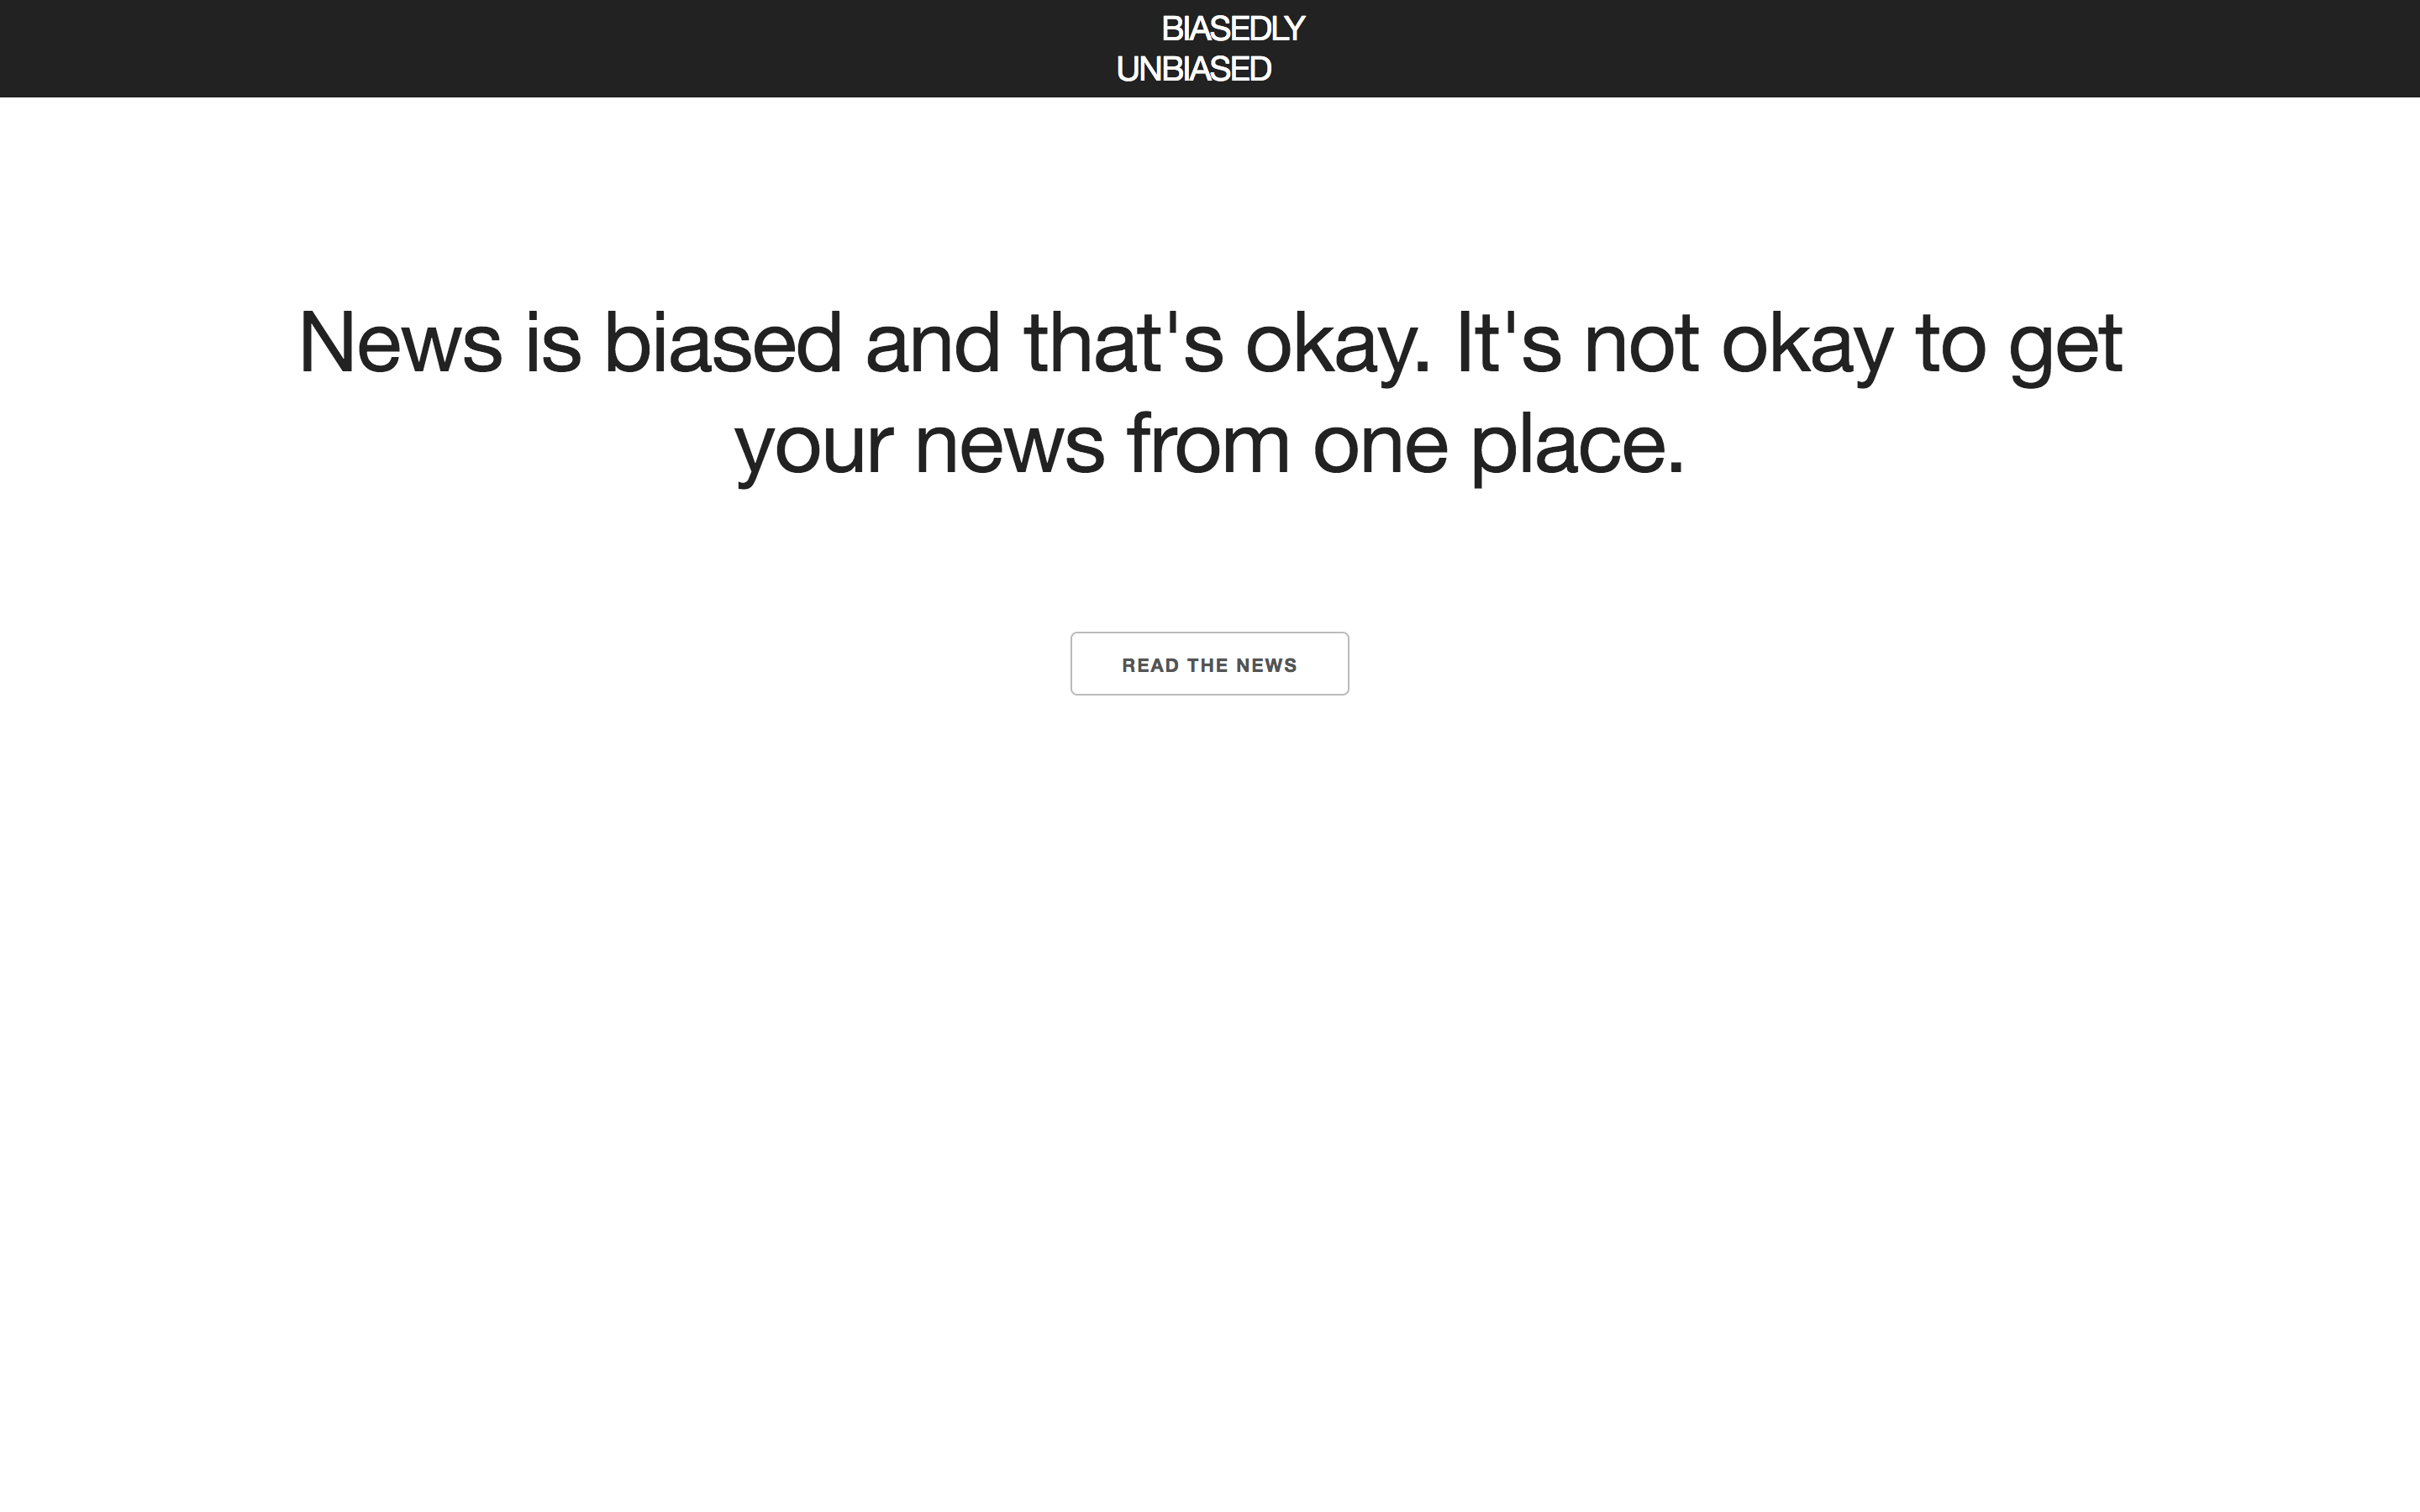 BIASEDLY
UNBIASED
News is biased and that's okay. It's not okay to get
your news from one place.
READ THE NEWS